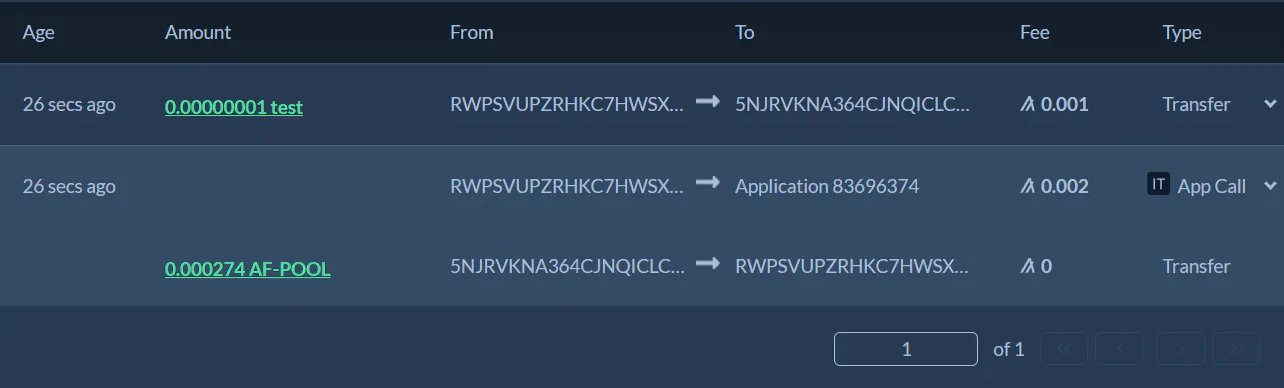 Age Amount From To Fee Type
26 secs ago 0.00000001 test RWPSVUPZRHKC7HWSX... 5NJRVKNA364CJNQICLC... 0.001 Transfer
26 secs ago RWPSVUPZRHKC7HWSX... Application 83696374 0.002 IT App Call
0.000274 AF-POOL 5NJRVKNA364CJNQICLC... RWPSVUPZRHKC7HWSX... 0 Transfer
1 of 1